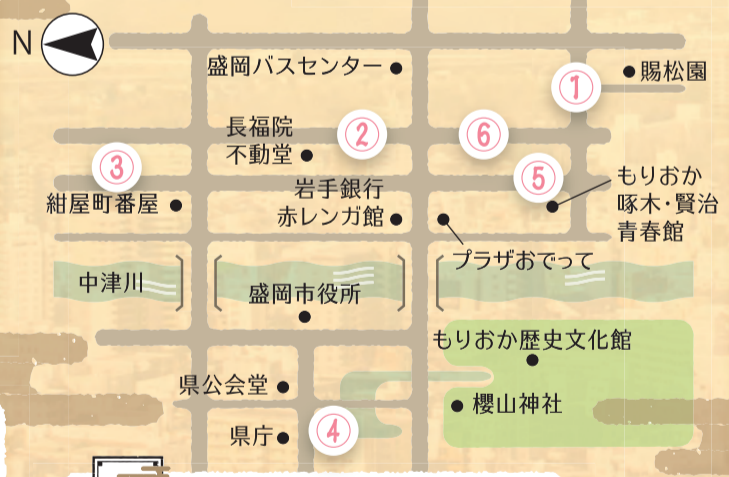 N
盛岡バスセンター
賜松園
①
長福院
不動堂
②
⑥
③
紺屋町番屋
岩手銀行
赤レンガ館
⑤
もりおか
啄木・賢治
青春館
プラザおでって
中津川
盛岡市役所
もりおか歴史文化館
県公会堂
櫻山神社
県庁
④